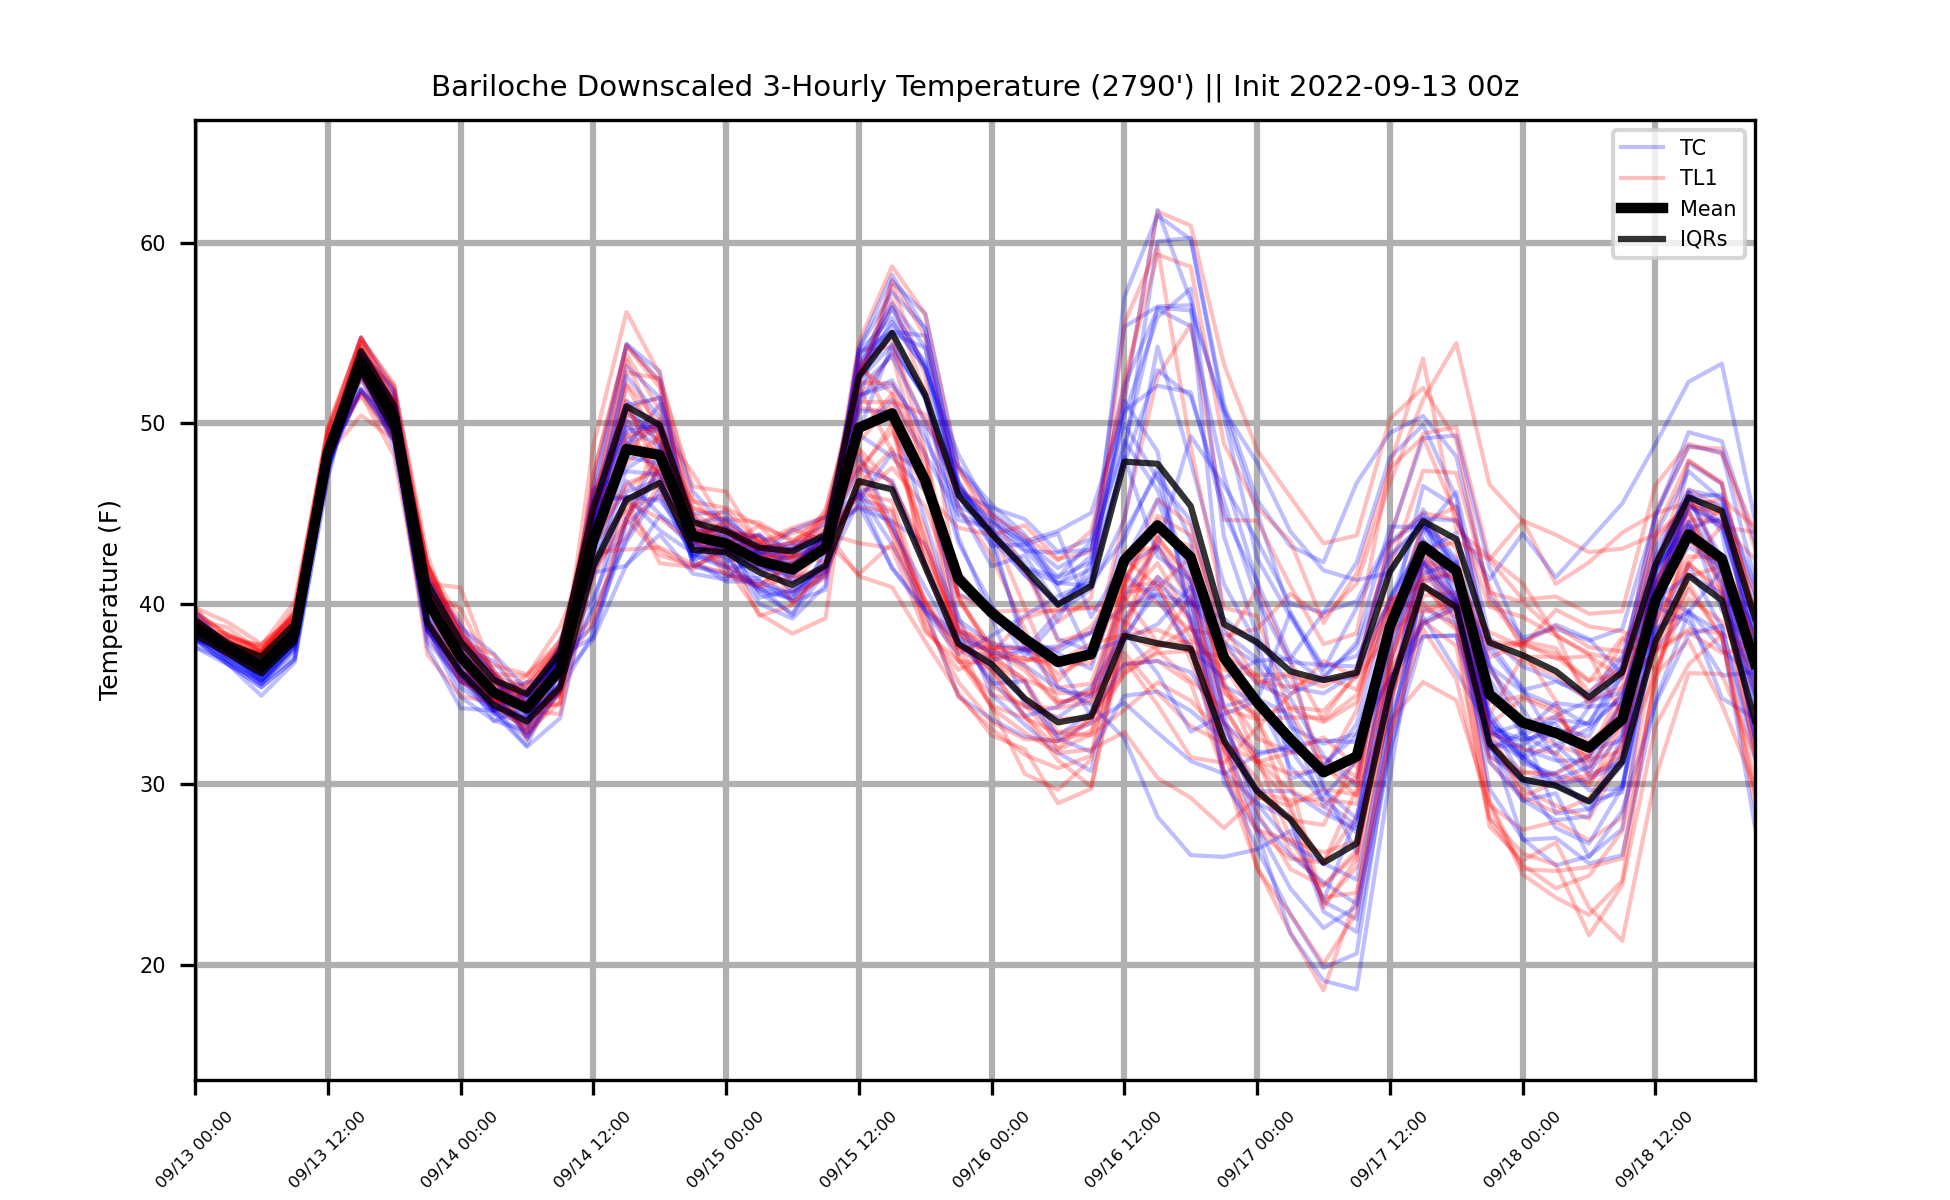 Bariloche Downscaled 3-Hourly Temperature (2790') || Init 2022-09-13 00z
TC
TL1
Mean
IQRs
Temperature (F)
60
50
40
30
20
09/13 00:00
09/13 12:00
09/14 00:00
09/14 12:00
09/15 00:00
09/15 12:00
09/16 00:00
09/16 12:00
09/17 00:00
09/17 12:00
09/18 00:00
09/18 12:00